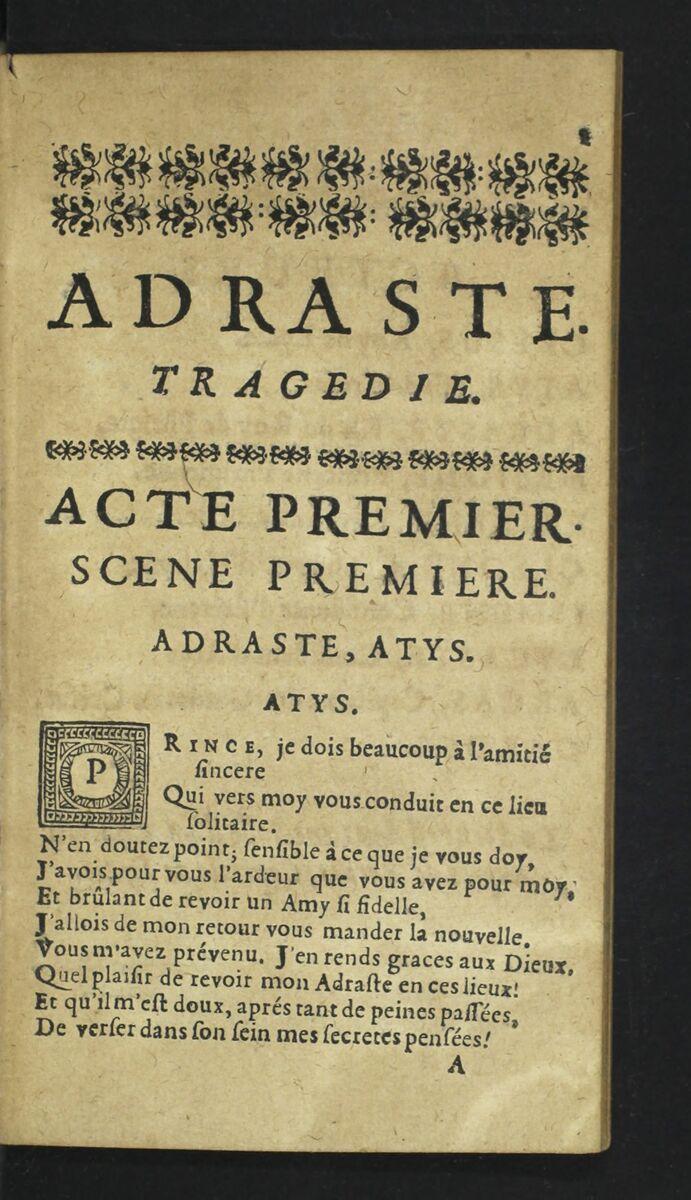 ADRASTE.
TRAGEDIE.
ACTE PREMIER.
SCENE PREMIERE.
ADRASTE, ATYS.
ATYS.
PRINCE, je dois beaucoup à l'amitié
sincere
Qui vers moy vous conduit en ce lieu
ſolitaire.
N'en doutez point; ſenſible à ce que je vous doy,
J'avois pour vous l'ardeur que vous avez pour moy,
Et brûlant de revoir un Amy ſi fidelle,
J'allois de mon retour vous mander la nouvelle.
Vous m'avez prévenu. J'en rends graces aux Dieux.
Quel plaiſir de revoir mon Adraſte en ces lieux!
Et qu'il m'eſt doux, aprés tant de peines paſſées,
De verſer dans ſon ſein mes ſecretes penſées!
A